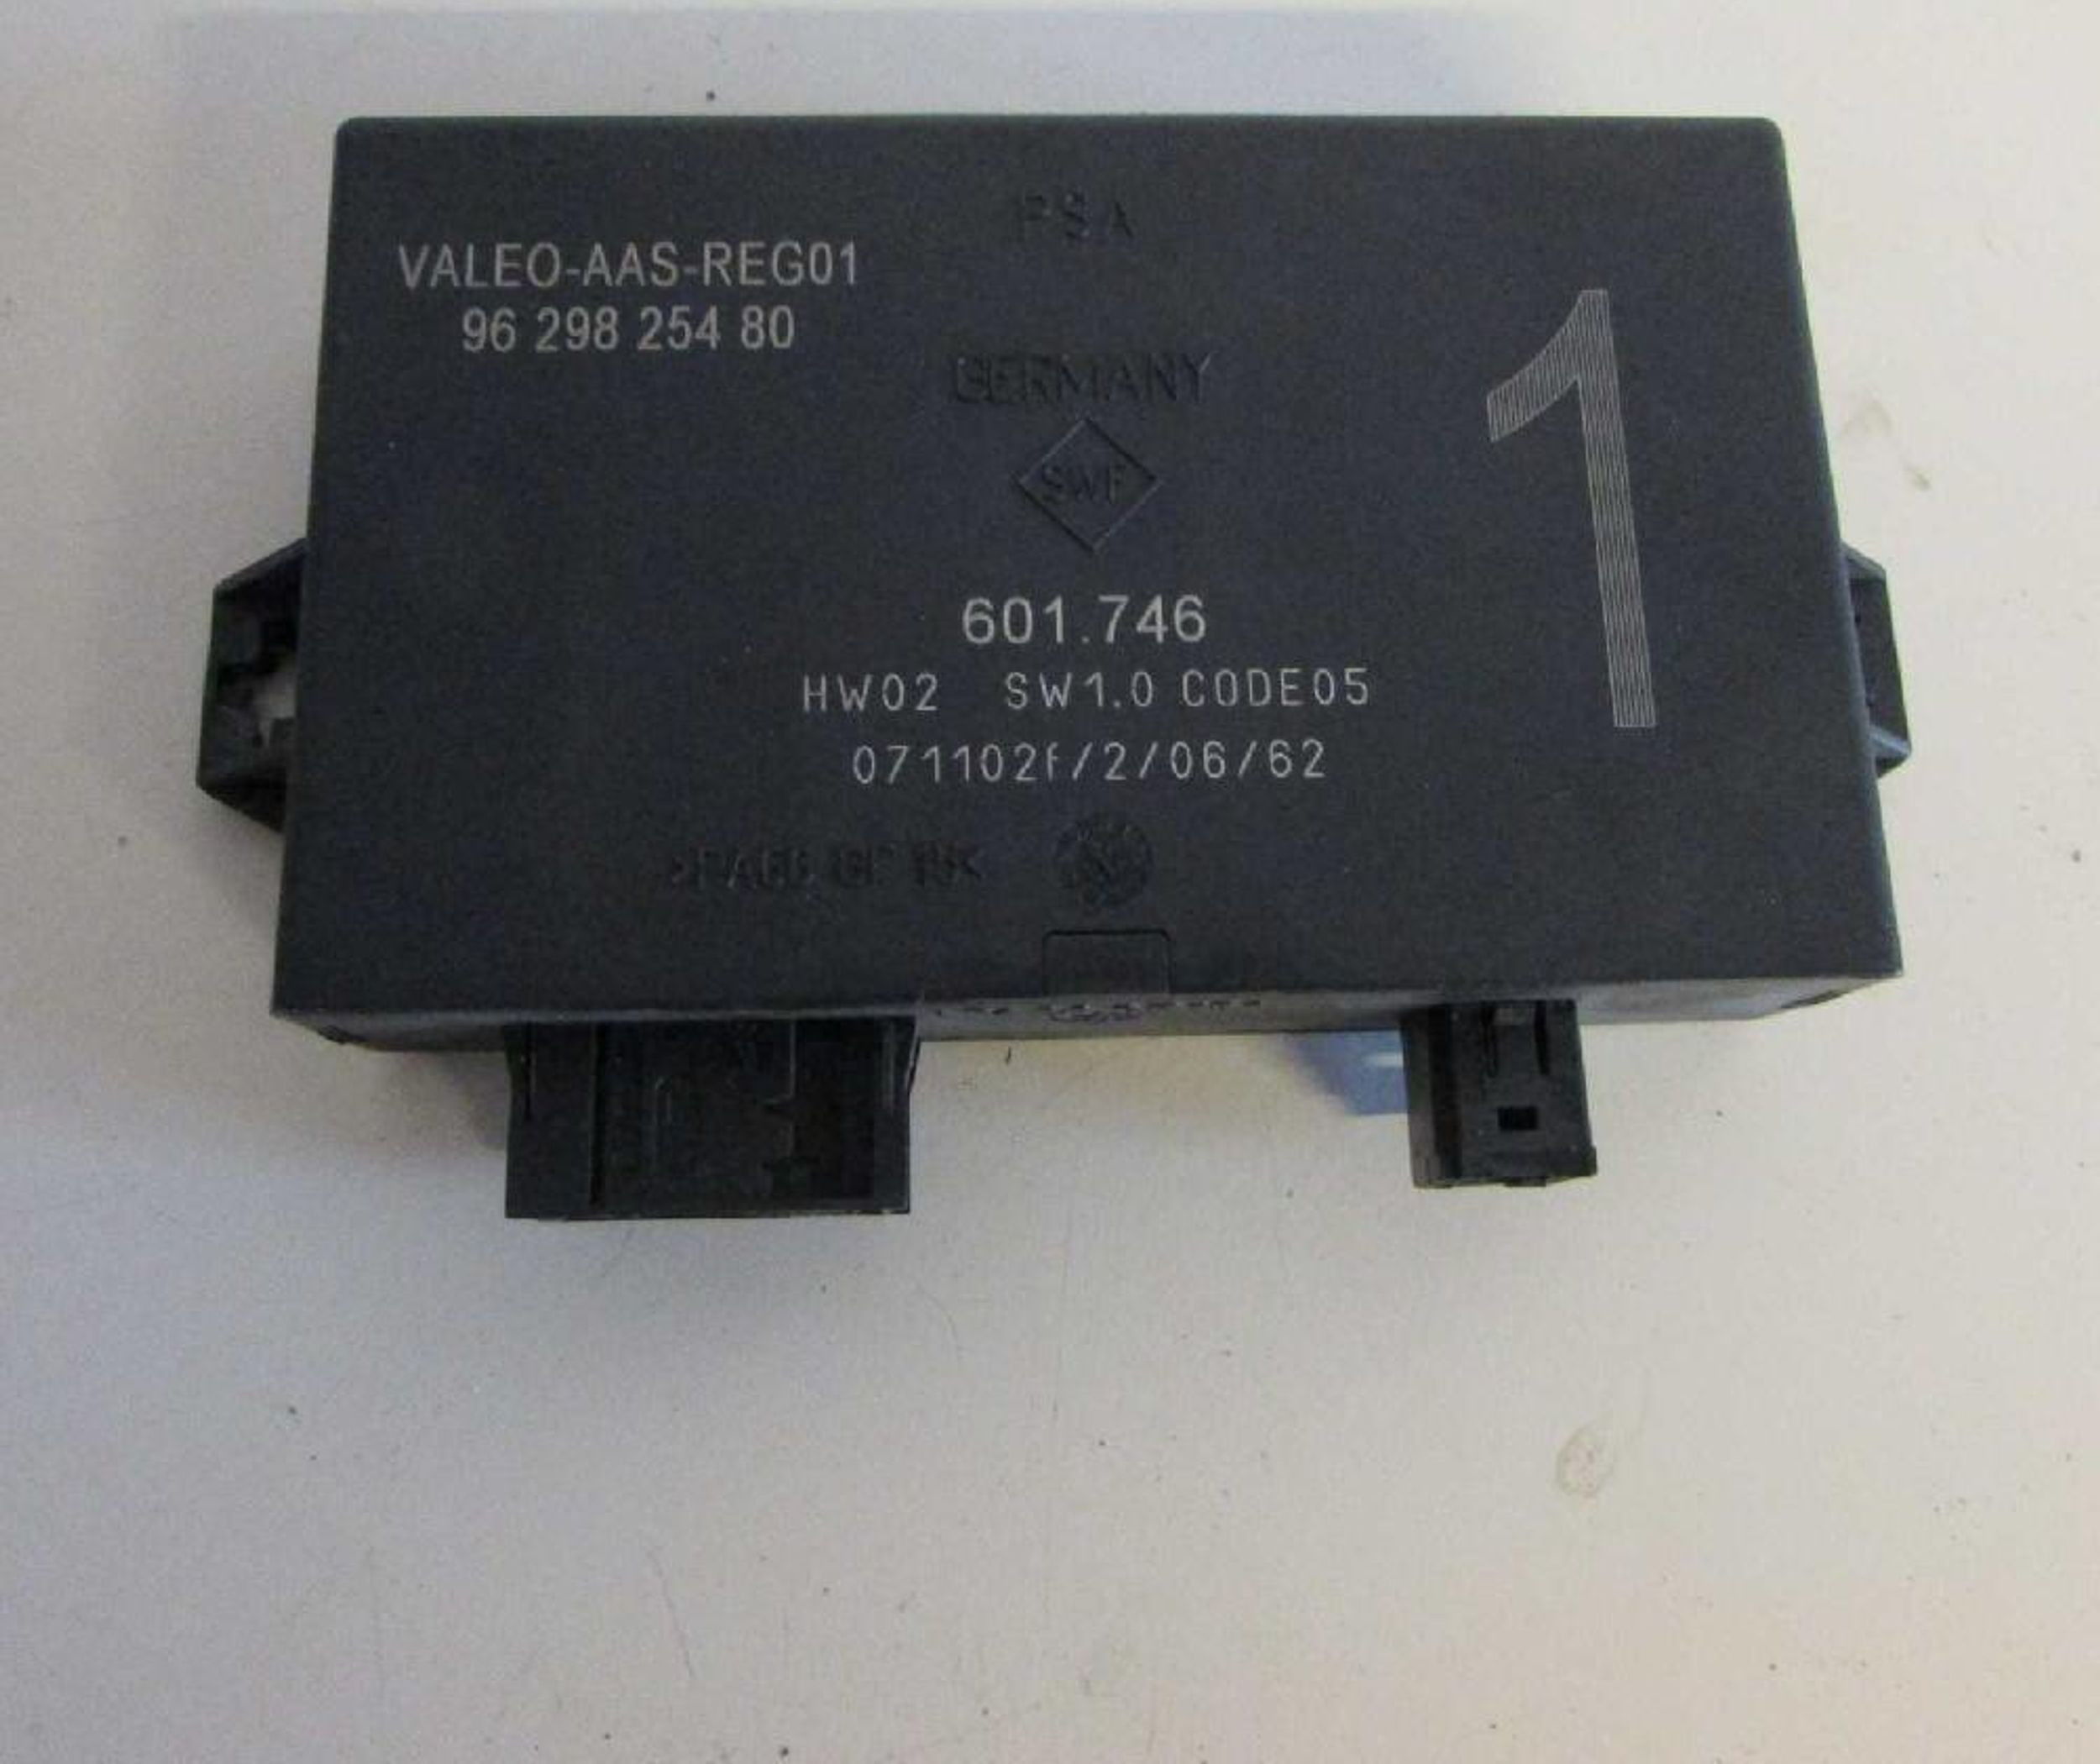 PSA
VALEO-AAS-REG01
96 298 254 80
GERMANY
SWF
1
601.746
HW02 SW1.0 CODE05
071102f/2/06/62